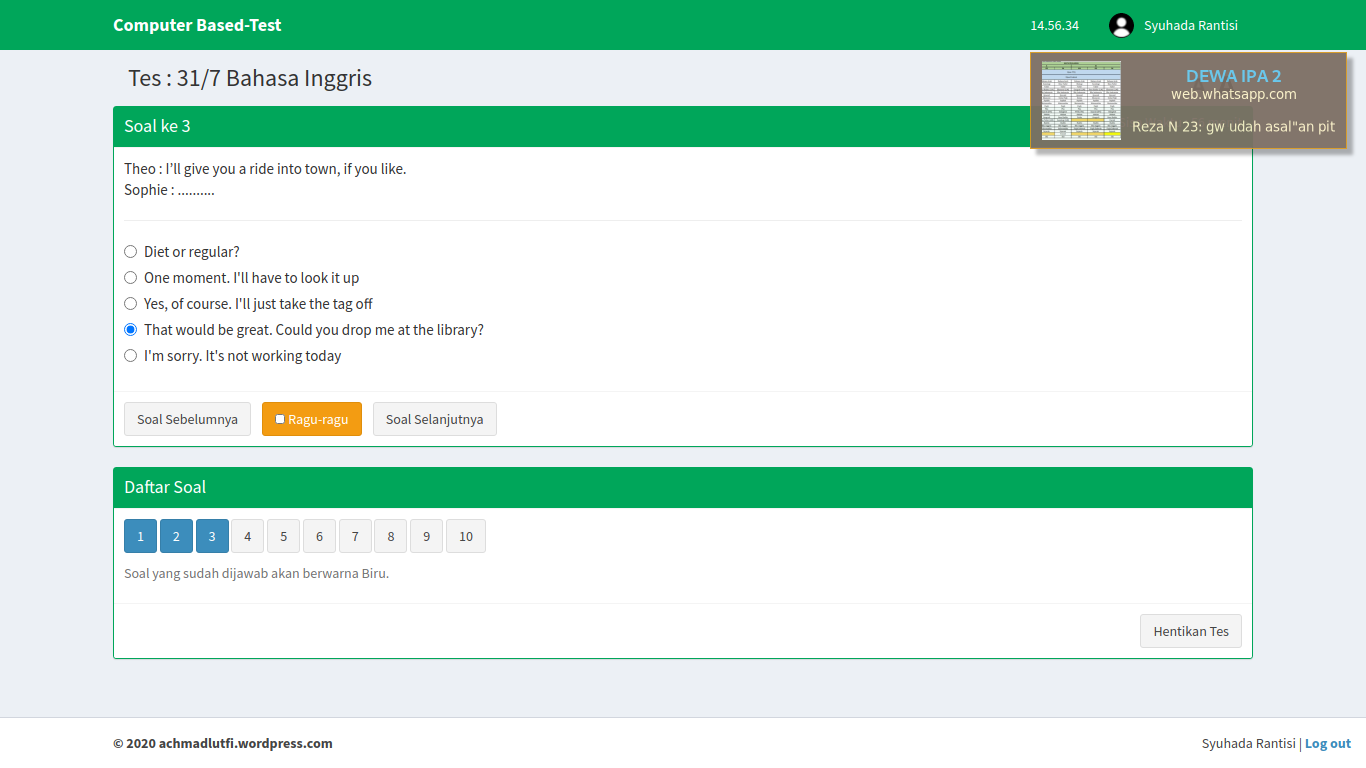 Computer Based-Test
14.56.34
Syuhada Rantisi
Tes : 31/7 Bahasa Inggris
DEWA IPA 2
web.whatsapp.com
Reza N 23: gw udah asal"an pit
Soal ke 3
Theo : I’ll give you a ride into town, if you like.
Sophie : ..........
Diet or regular?
One moment. I'll have to look it up
Yes, of course. I'll just take the tag off
That would be great. Could you drop me at the library?
I'm sorry. It's not working today
Soal Sebelumnya
Ragu-ragu
Soal Selanjutnya
Daftar Soal
1 2 3 4 5 6 7 8 9 10
Soal yang sudah dijawab akan berwarna Biru.
Hentikan Tes
© 2020 achmadlutfi.wordpress.com
Syuhada Rantisi | Log out